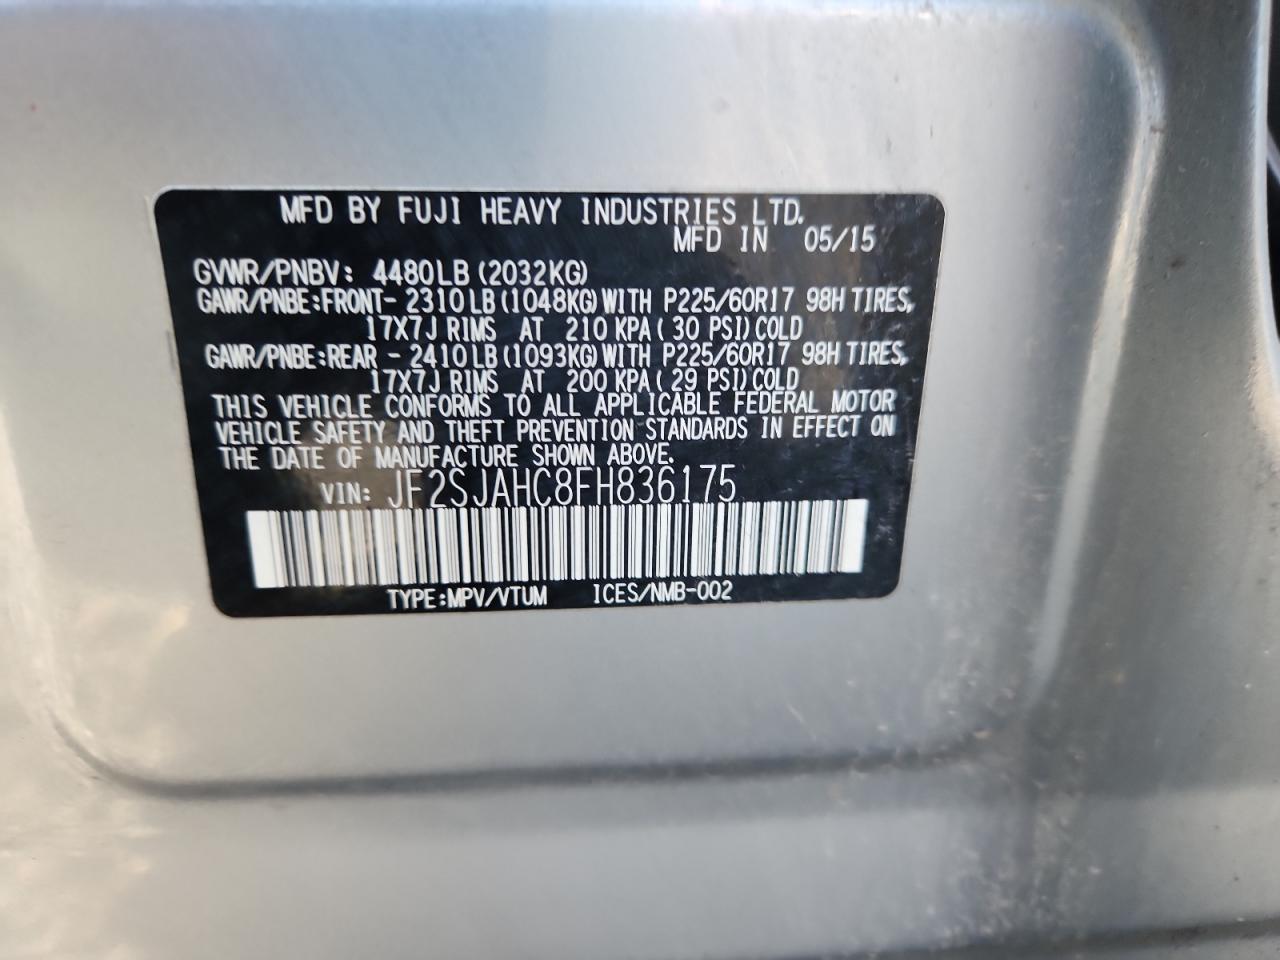 MFD BY FUJI HEAVY INDUSTRIES LTD.
MFD IN 05/15
GVWR/PNBV: 4480LB (2032KG)
GAWR/PNBE:FRONT- 2310LB (1048KG) WITH P225/60R17 98H TIRES,
17X7J RIMS AT 210 KPA ( 30 PSI) COLD
GAWR/PNBE:REAR - 2410LB (1093KG) WITH P225/60R17 98H TIRES,
17X7J RIMS AT 200 KPA ( 29 PSI) COLD
THIS VEHICLE CONFORMS TO ALL APPLICABLE FEDERAL MOTOR
VEHICLE SAFETY AND THEFT PREVENTION STANDARDS IN EFFECT ON
THE DATE OF MANUFACTURE SHOWN ABOVE.
VIN: JF2SJAHC8FH836175
TYPE:MPV/VTUM ICES/NMB-002